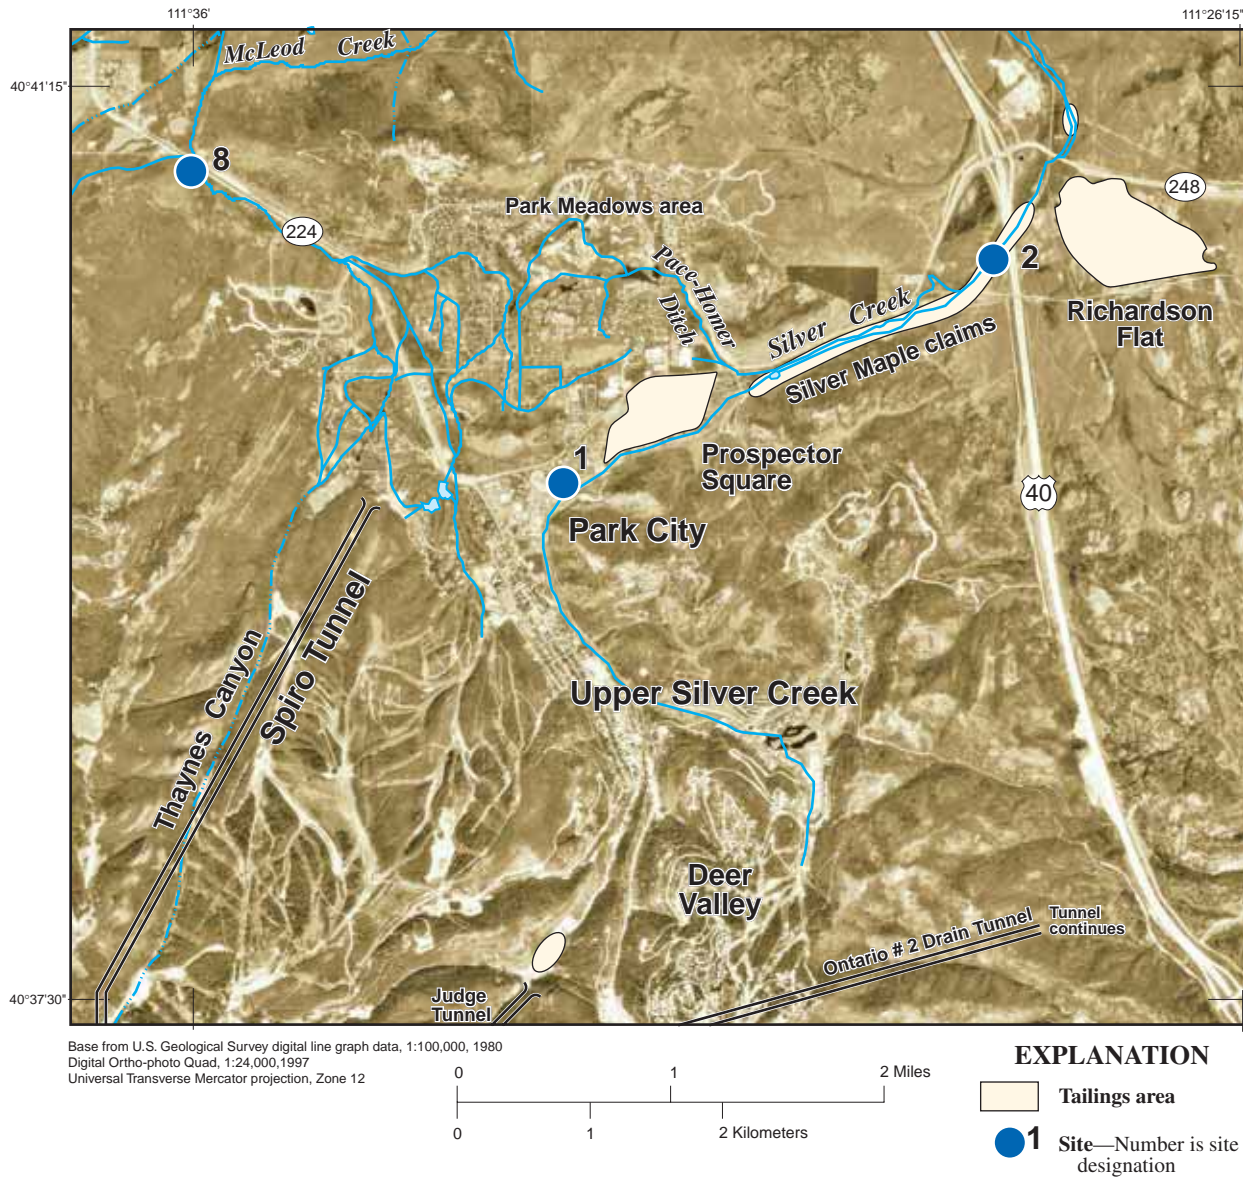 111°36'
111°26'15"
McLeod Creek
40°41'15"
8
248
Park Meadows area
224
Pace-Homer
Ditch
2
Silver Creek
Richardson
Flat
Silver Maple claims
1
Prospector
Square
40
Park City
Thaynes Canyon
Spiro Tunnel
Upper Silver Creek
Deer
Valley
Ontario # 2 Drain Tunnel
Tunnel
continues
40°37'30"
Judge
Tunnel
Base from U.S. Geological Survey digital line graph data, 1:100,000, 1980
Digital Ortho-photo Quad, 1:24,000,1997
Universal Transverse Mercator projection, Zone 12
0 1 2 Miles
0 1 2 Kilometers
EXPLANATION
Tailings area
1 Site—Number is site
designation